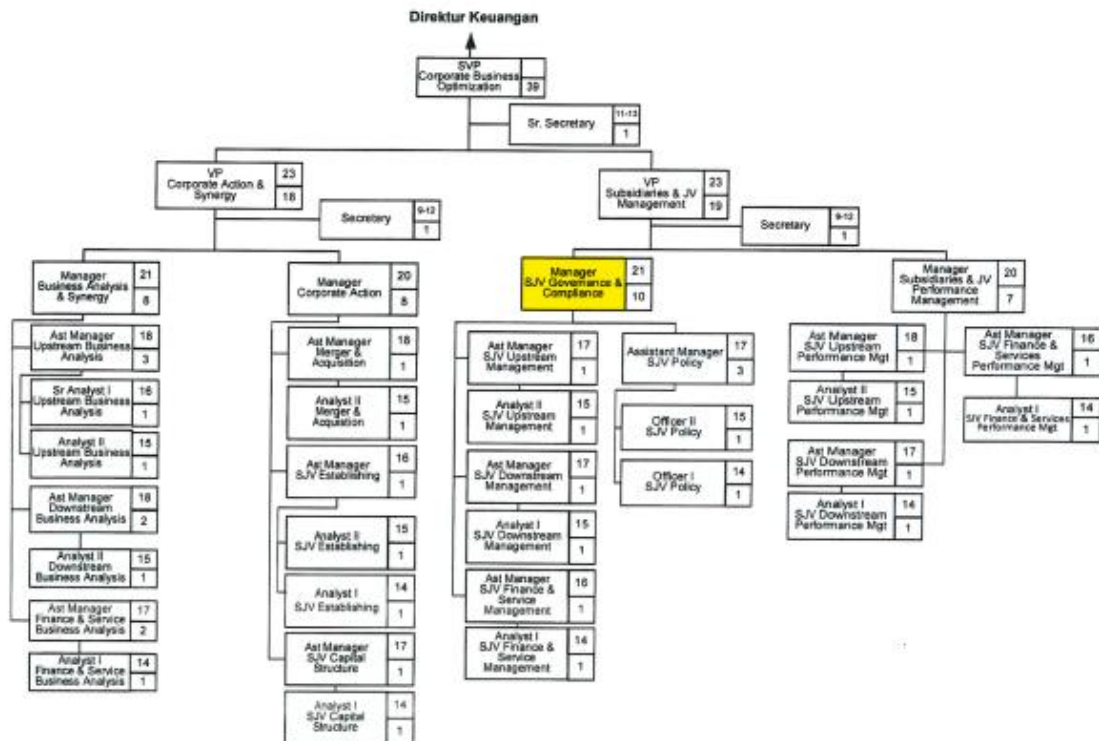 Direktur Keuangan
SVP
Corporate Business
Optimization
39
Sr. Secretary
11-13
1
VP
Corporate Action &
Synergy
23
18
VP
Subsidiaries & JV
Management
23
19
Secretery
9-12
1
Secretary
9-12
1
Manager
Business Analysis
& Synergy
21
8
Manager
Corporate Action
20
8
Manager
SJV Governance &
Compliance
21
10
Manager
Subsidiaries & JV
Performance
Management
20
7
Ast Manager
Upstream Business
Analysis
18
3
Sr Analyst I
Upstream Business
Analysis
16
1
Analyst II
Upstream Business
Analysis
15
1
Ast Manager
Downstream
Business Analysis
18
2
Analyst II
Downstream
Business Analysis
15
1
Ast Manager
Finance & Service
Business Analysis
17
2
Analyst I
Finance & Service
Business Analysis
14
1
Ast Manager
Merger &
Acquisition
18
1
Analyst II
Merger &
Acquistion
15
1
Ast Manager
SJV Establishing
16
1
Analyst II
SJV Establishing
15
1
Analyst I
SJV Establishing
14
1
Ast Manager
SJV Capital
Structure
17
1
Analyst I
SJV Capital
Structure
14
1
Ast Manager
SJV Upstream
Management
17
1
Analyst II
SJV Upstream
Management
15
1
Ast Manager
SJV Downstream
Management
17
1
Analyst I
SJV Downstream
Management
15
1
Ast Manager
SJV Finance &
Service
Management
16
1
Analyst I
SJV Finance &
Service
Management
14
1
Assistant Manager
SJV Policy
17
3
Officer II
SJV Policy
15
1
Officer I
SJV Policy
14
1
Ast Manager
SJV Upstream
Performance Mgt
18
1
Analyst II
SJV Upstream
Performance Mgt
15
1
Ast Manager
SJV Downstream
Performance Mgt
17
1
Analyst I
SJV Downstream
Performance Mgt
14
1
Ast Manager
SJV Finance &
Services
Performance Mgt
16
1
Analyst I
SJV Finance & Services
Performance Mgt
14
1